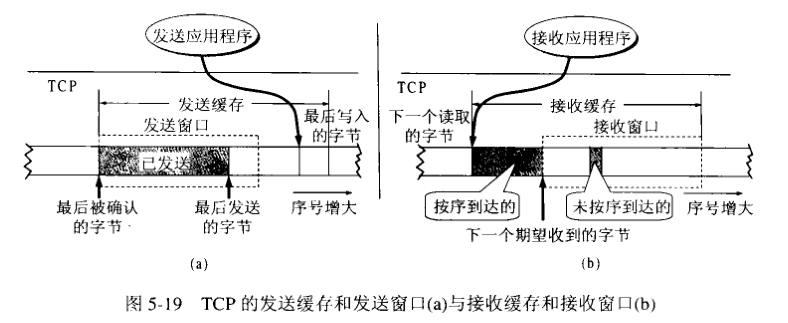 发送应用程序
TCP
发送缓存
最后写入
的字节
发送窗口
已发送
最后被确认
的字节
最后发送
的字节
序号增大
(a)
接收应用程序
TCP
下一个读取
的字节
接收缓存
接收窗口
按序到达的
未按序到达的
序号增大
下一个期望收到的字节
(b)
图 5-19 TCP 的发送缓存和发送窗口(a)与接收缓存和接收窗口(b)